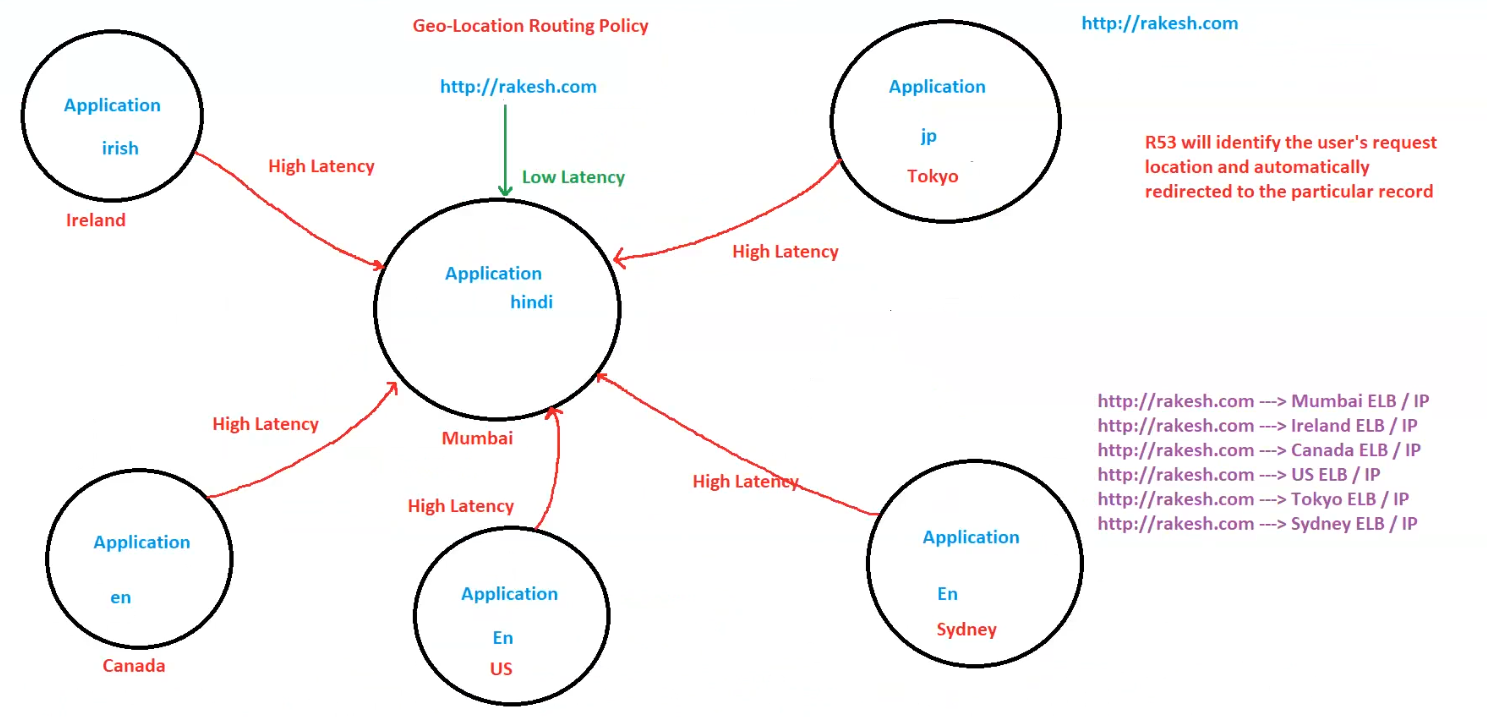 Geo-Location Routing Policy
http://rakesh.com
http://rakesh.com
Application
irish
Ireland
High Latency
Low Latency
Application
jp
Tokyo
High Latency
R53 will identify the user's request
location and automatically
redirected to the particular record
Application
hindi
Mumbai
High Latency
Application
en
Canada
High Latency
Application
En
US
High Latency
Application
En
Sydney
http://rakesh.com ---> Mumbai ELB / IP
http://rakesh.com ---> Ireland ELB / IP
http://rakesh.com ---> Canada ELB / IP
http://rakesh.com ---> US ELB / IP
http://rakesh.com ---> Tokyo ELB / IP
http://rakesh.com ---> Sydney ELB / IP